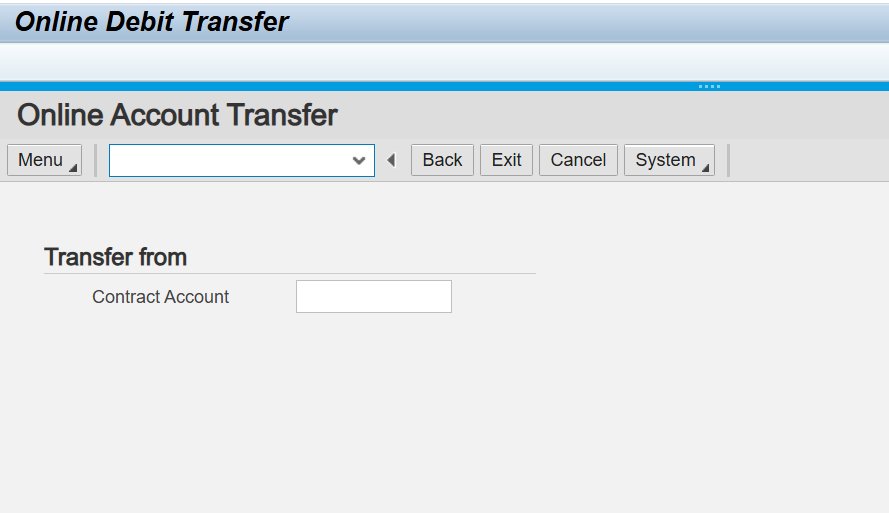 Online Debit Transfer
Online Account Transfer
Menu Back Exit Cancel System
Transfer from
Contract Account